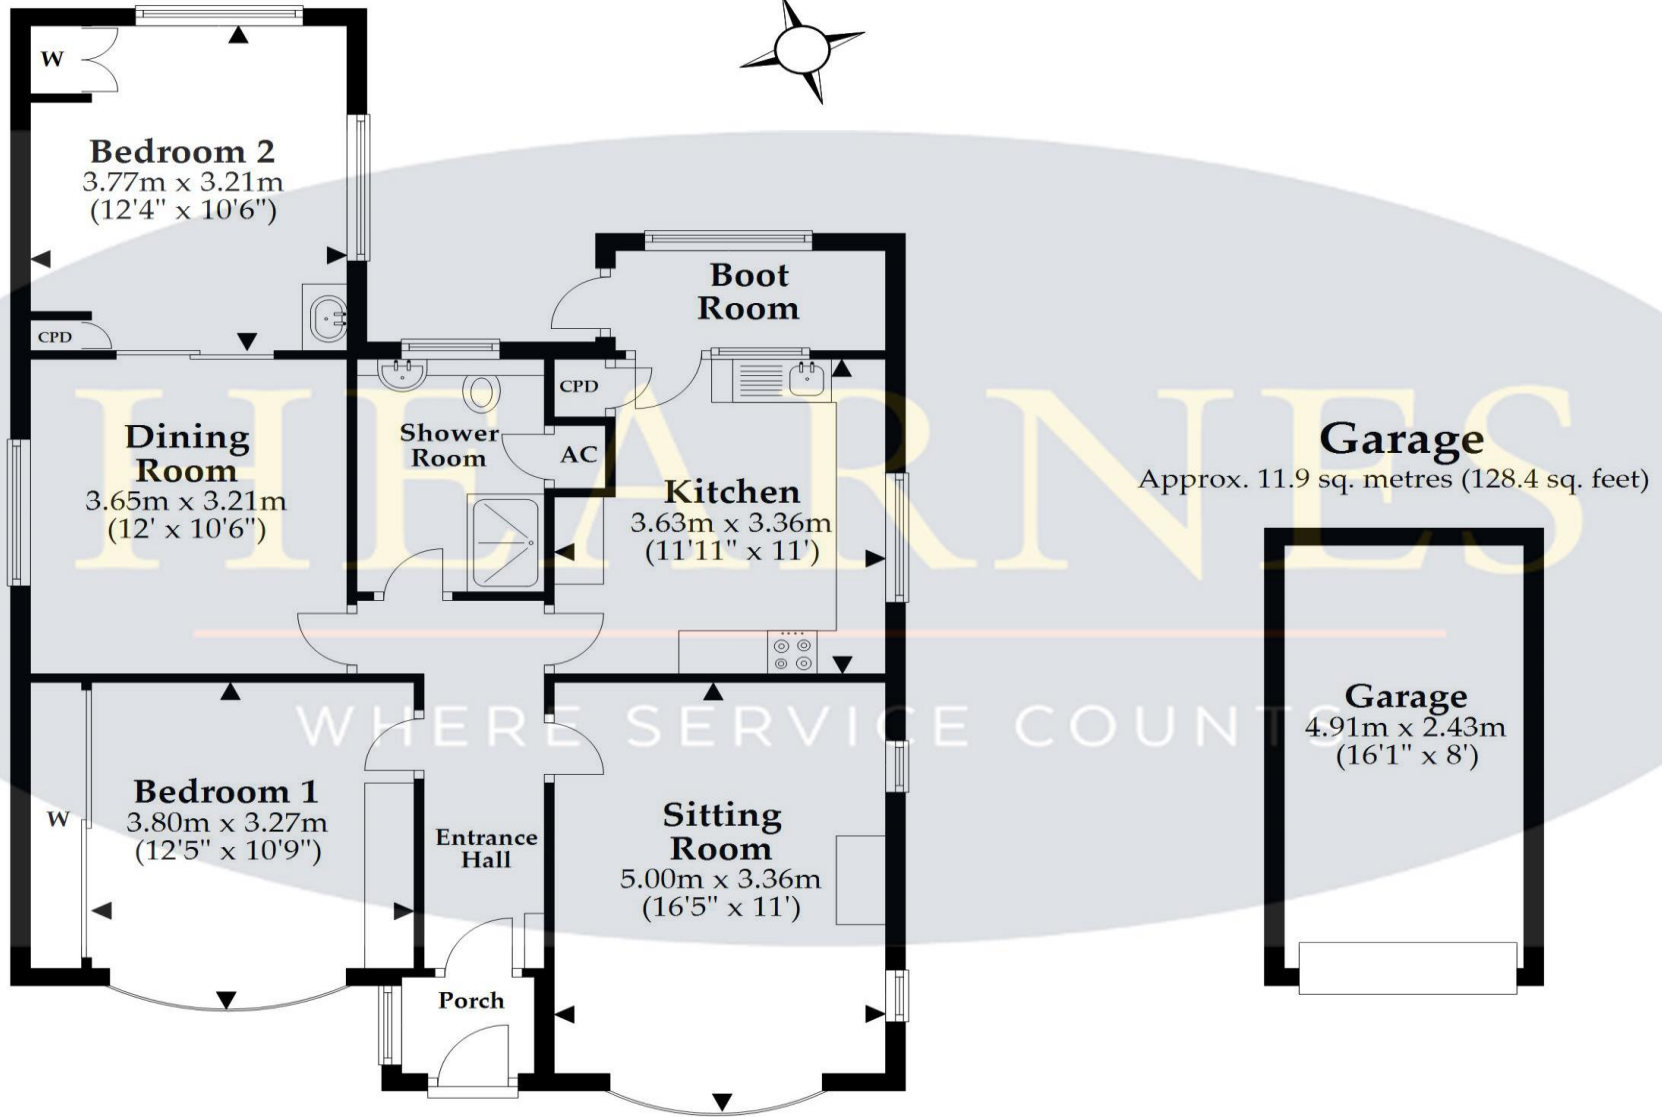 W
Bedroom 2
3.77m x 3.21m
(12'4" x 10'6")
CPD
Boot
Room
Dining
Room
3.65m x 3.21m
(12' x 10'6")
Shower
Room
CPD
AC
Kitchen
3.63m x 3.36m
(11'11" x 11')
Garage
Approx. 11.9 sq. metres (128.4 sq. feet)
HEARNES
WHERE SERVICE COUNTS
Bedroom 1
3.80m x 3.27m
(12'5" x 10'9")
W
Entrance
Hall
Sitting
Room
5.00m x 3.36m
(16'5" x 11')
Porch
Garage
4.91m x 2.43m
(16'1" x 8')